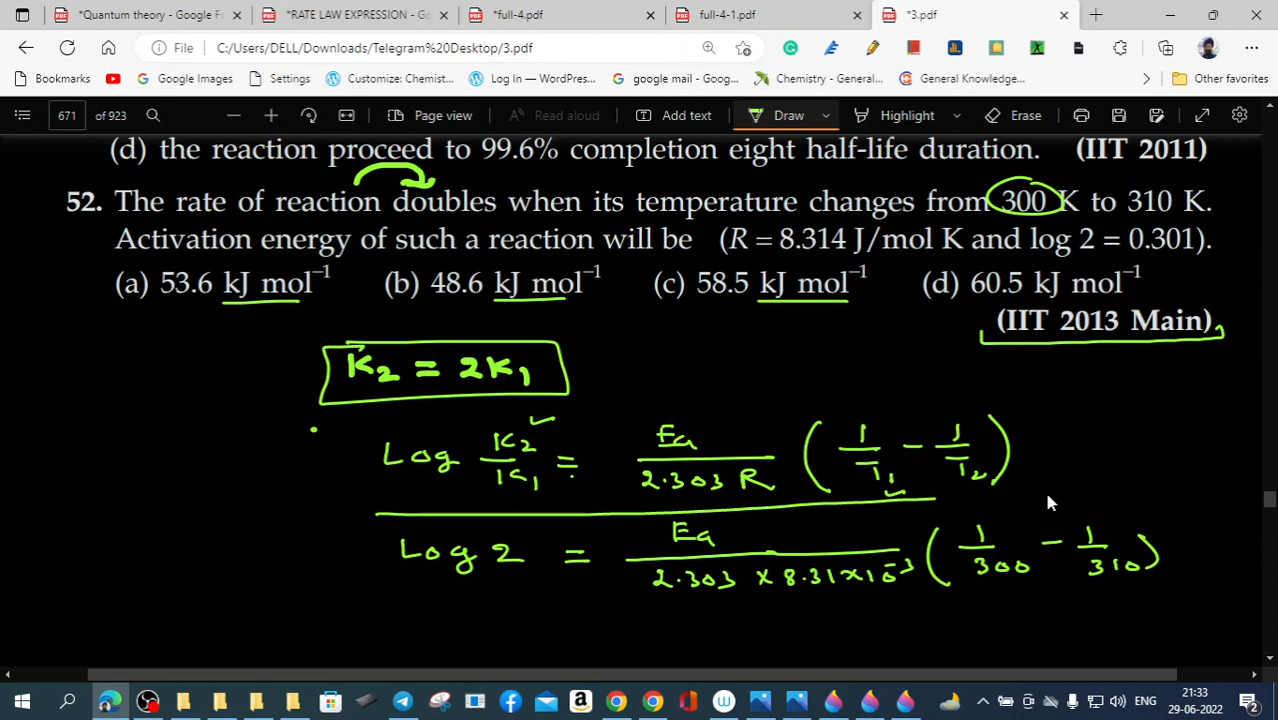 *Quantum theory - Google Fo
*RATE LAW EXPRESSION - Go
*full-4.pdf
full-4-1.pdf
*3.pdf
File
C:/Users/DELL/Downloads/Telegram%20Desktop/3.pdf
Bookmarks
Google Images
Settings
Customize: Chemist...
Log In — WordPress...
google mail - Goog...
Chemistry - General...
General Knowledge...
Other favorites
671 of 923
Page view
Read aloud
Add text
Draw
Highlight
Erase
(d) the reaction proceed to 99.6% completion eight half-life duration. (IIT 2011)
52. The rate of reaction doubles when its temperature changes from 300 K to 310 K.
Activation energy of such a reaction will be (R = 8.314 J/mol K and log 2 = 0.301).
(a) 53.6 kJ mol⁻¹ (b) 48.6 kJ mol⁻¹ (c) 58.5 kJ mol⁻¹ (d) 60.5 kJ mol⁻¹
(IIT 2013 Main)
K₂ = 2K₁
Log K₂/K₁ = Ea/2.303 R (1/T₁ - 1/T₂)
Log 2 = Ea/2.303 × 8.31×10⁻³ (1/300 - 1/310)
ENG
21:33
29-06-2022
2